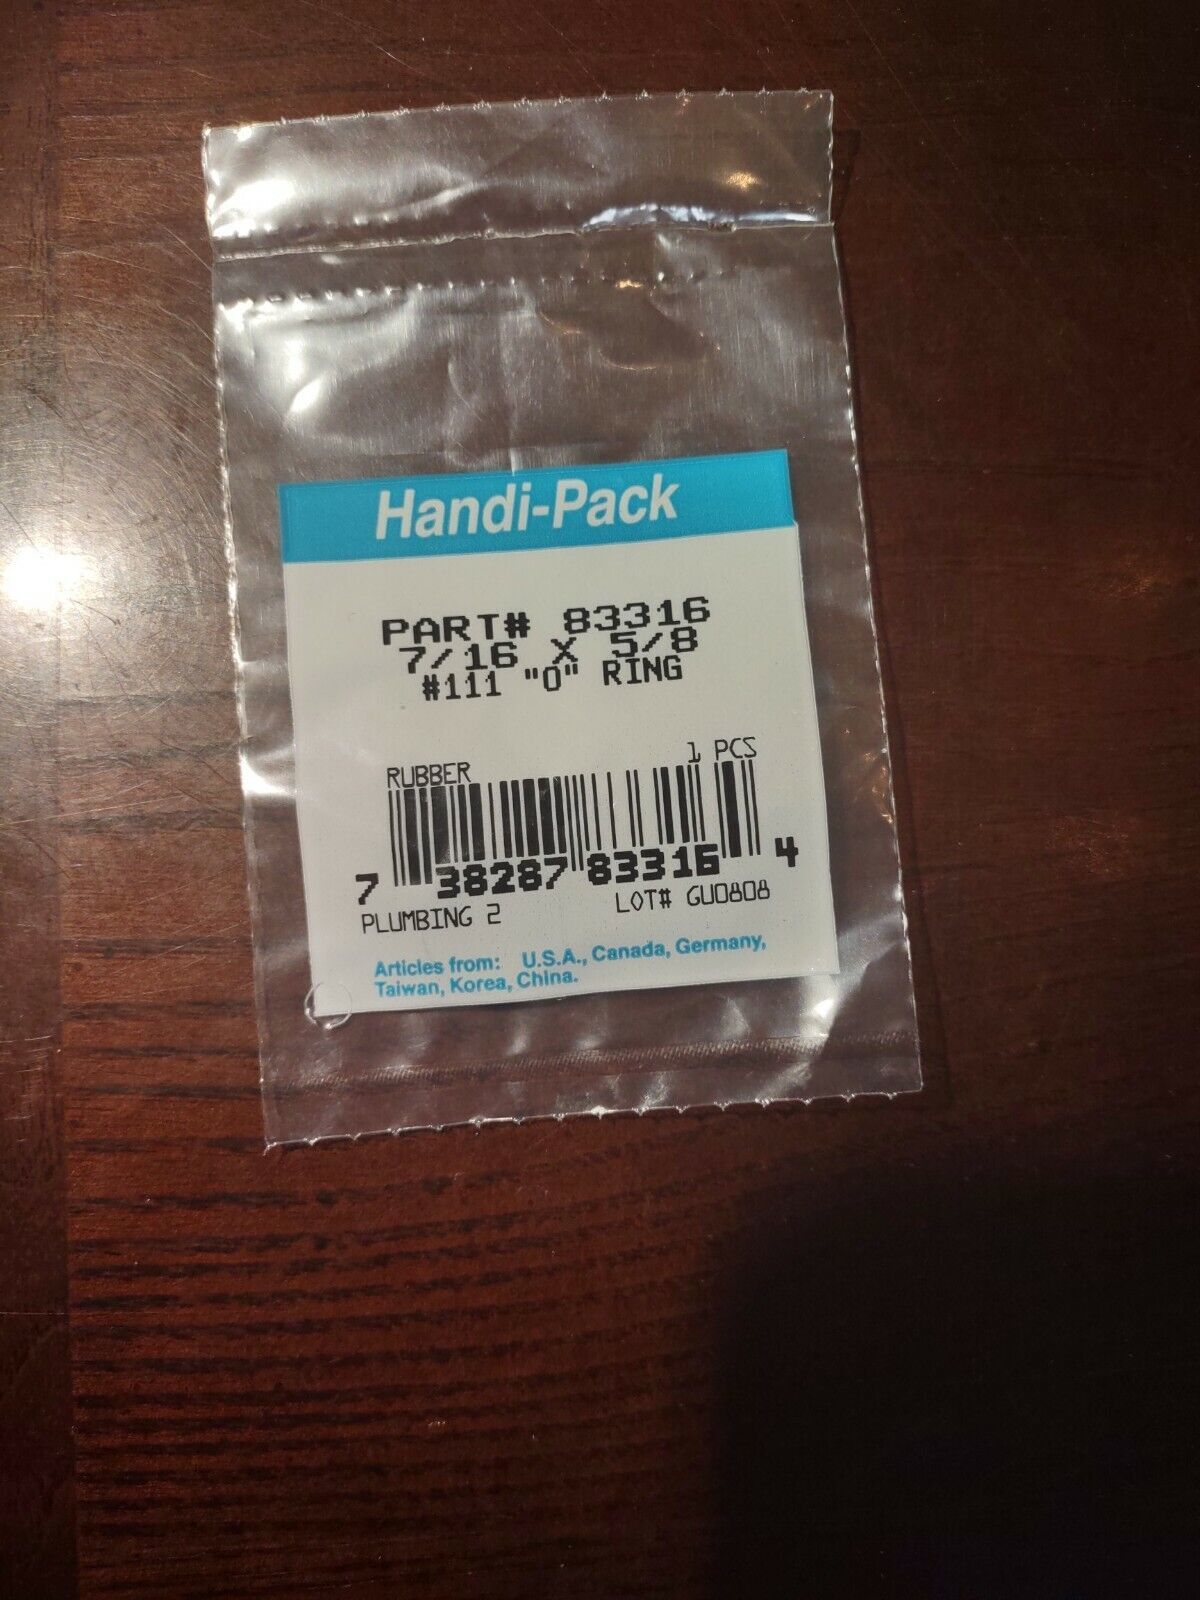 Handi-Pack
PART# 83316
7/16 X 5/8
#111 "O" RING
RUBBER 1 PCS
7 38287 83316 4
PLUMBING 2 LOT# GU0808
Articles from: U.S.A., Canada, Germany,
Taiwan, Korea, China.